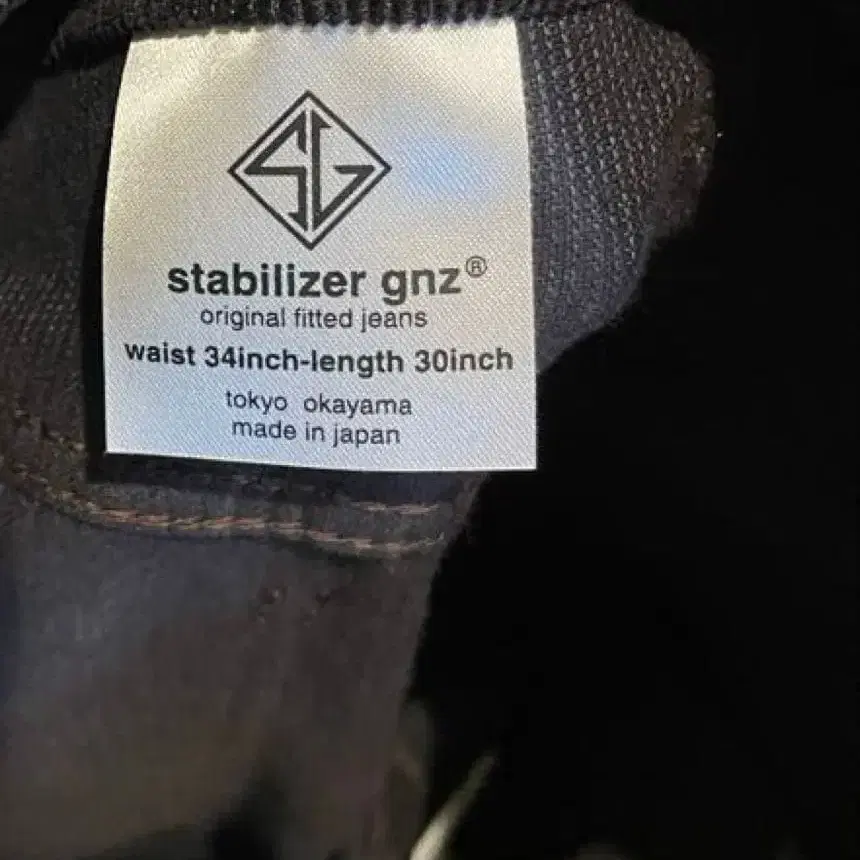 SG
stabilizer gnz®
original fitted jeans
waist 34inch-length 30inch
tokyo okayama
made in japan